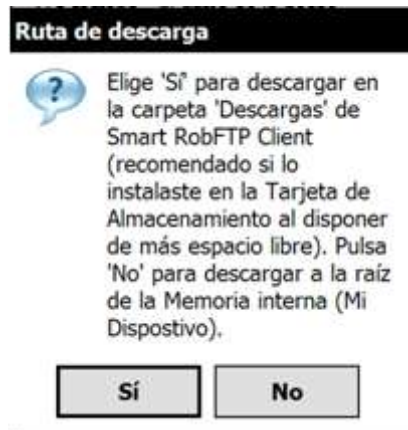 Ruta de descarga
Elige 'Sí' para descargar en
la carpeta 'Descargas' de
Smart RobFTP Client
(recomendado si lo
instalaste en la Tarjeta de
Almacenamiento al disponer
de más espacio libre). Pulsa
'No' para descargar a la raíz
de la Memoria interna (Mi
Dispostivo).
Sí
No